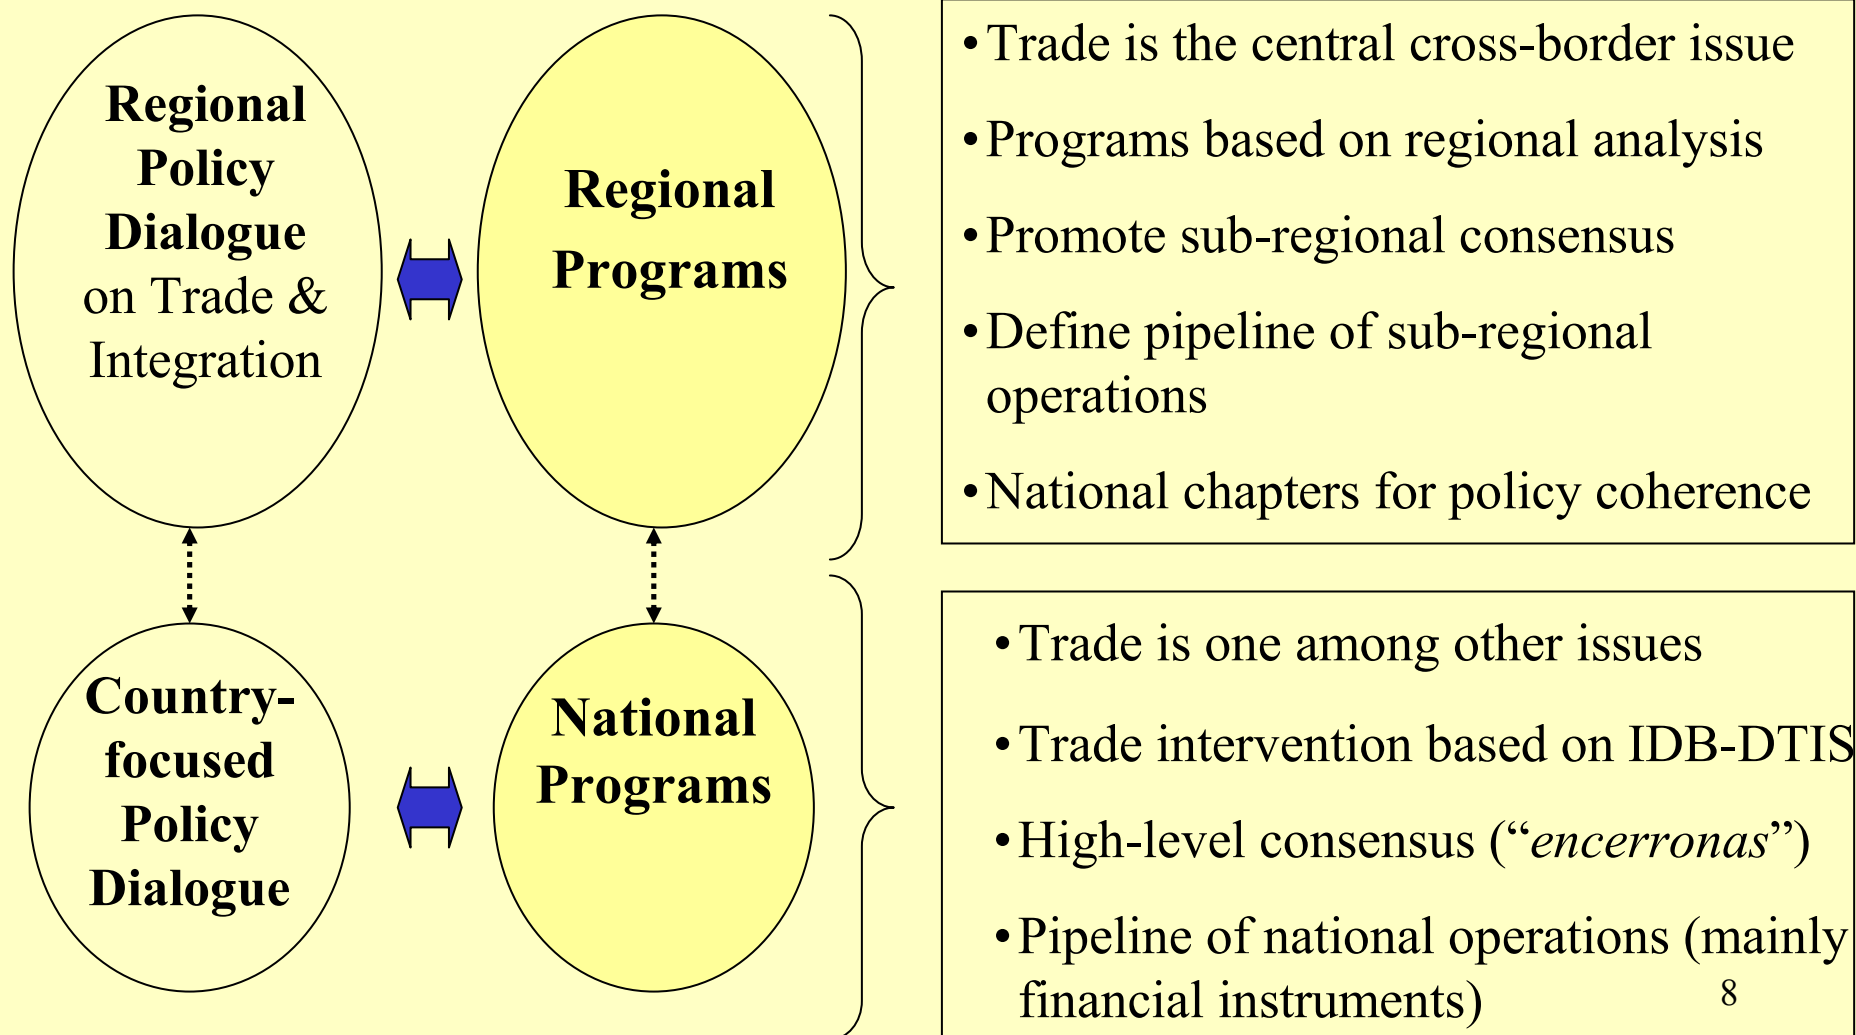 Regional
Policy
Dialogue
on Trade &
Integration
Regional
Programs
•Trade is the central cross-border issue
•Programs based on regional analysis
•Promote sub-regional consensus
•Define pipeline of sub-regional
operations
•National chapters for policy coherence
Country-
focused
Policy
Dialogue
National
Programs
•Trade is one among other issues
•Trade intervention based on IDB-DTIS
•High-level consensus (“encerronas”)
•Pipeline of national operations (mainly
financial instruments)
8